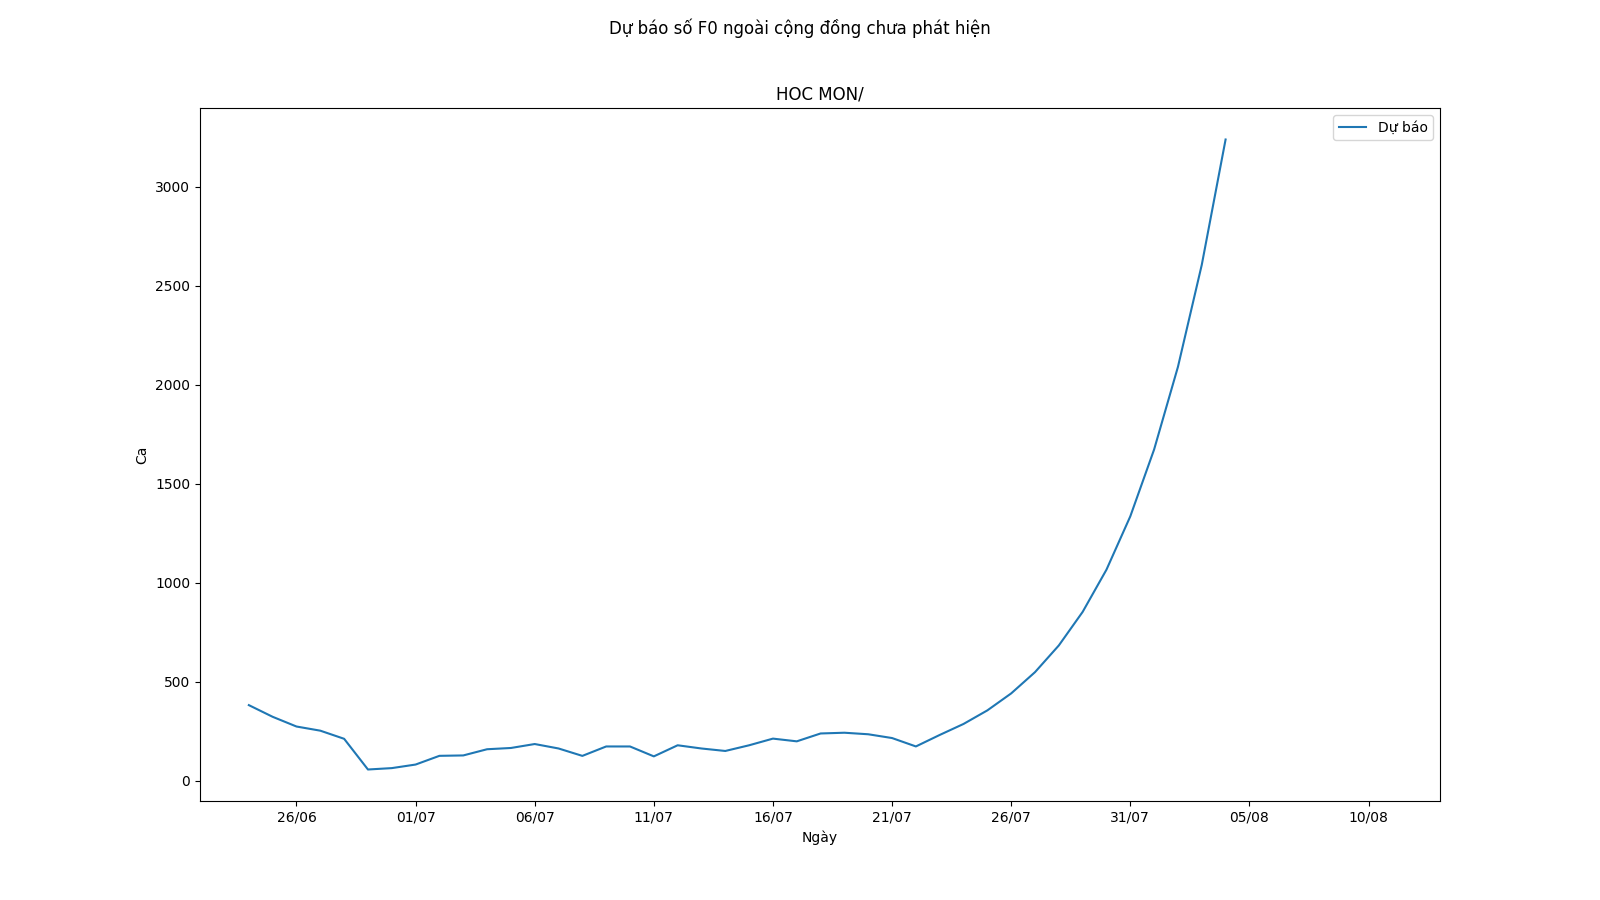 Dự báo số F0 ngoài cộng đồng chưa phát hiện
HOC MON/
Dự báo
3000
2500
2000
1500
1000
500
0
Ca
26/06 01/07 06/07 11/07 16/07 21/07 26/07 31/07 05/08 10/08
Ngày